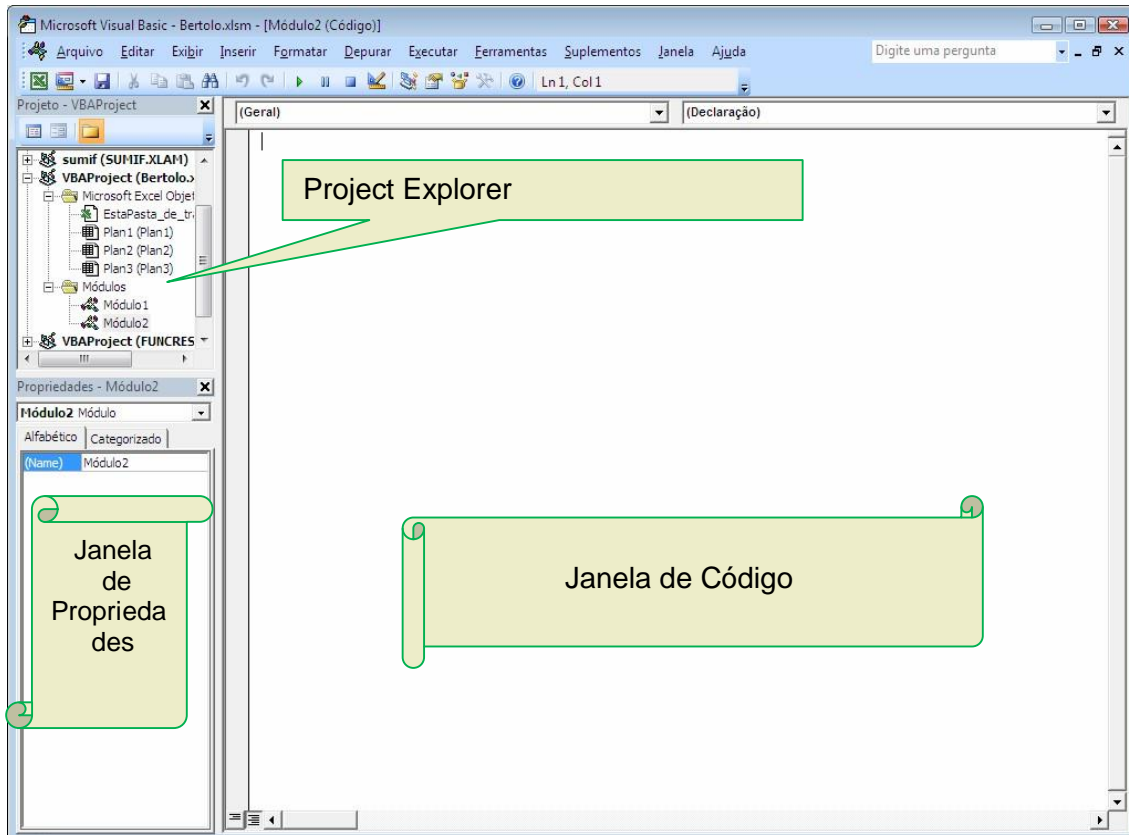 Microsoft Visual Basic - Bertolo.xlsm - [Módulo2 (Código)]
Arquivo Editar Exibir Inserir Formatar Depurar Executar Ferramentas Suplementos Janela Ajuda Digite uma pergunta
Ln 1, Col 1
Projeto - VBAProject
(Geral) (Declaração)
sumif (SUMIF.XLAM)
VBAProject (Bertolo.x
Microsoft Excel Objet
EstaPasta_de_tra
Plan1 (Plan1)
Plan2 (Plan2)
Plan3 (Plan3)
Módulos
Módulo1
Módulo2
VBAProject (FUNCRES
Project Explorer
Propriedades - Módulo2
Módulo2 Módulo
Alfabético Categorizado
(Name) Módulo2
Janela
de
Proprieda
des
Janela de Código